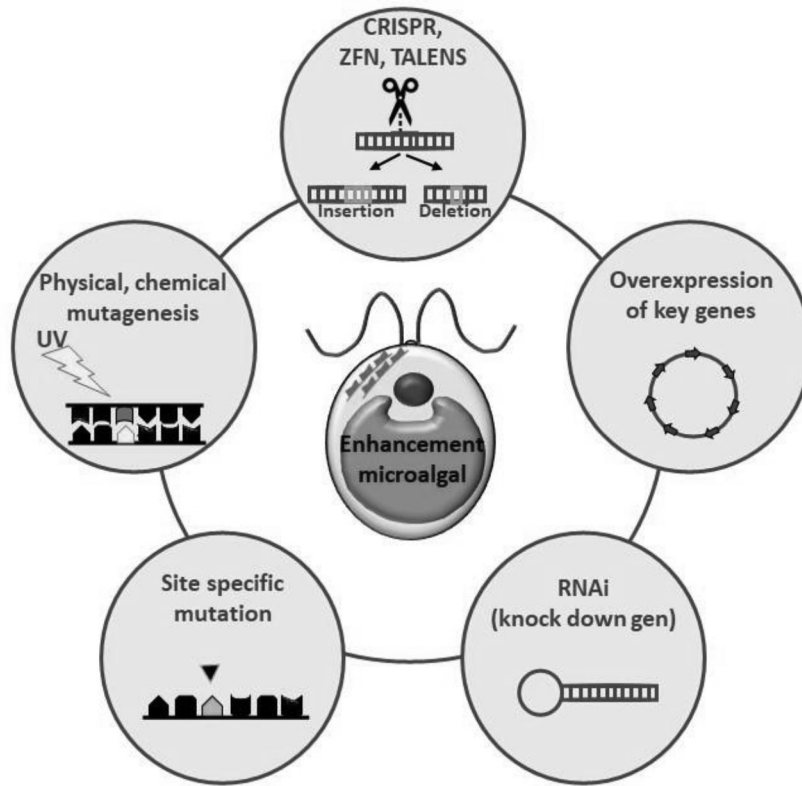 CRISPR,
ZFN, TALENS
Insertion
Deletion
Physical, chemical
mutagenesis
UV
Overexpression
of key genes
Enhancement
microalgal
Site specific
mutation
RNAi
(knock down gen)